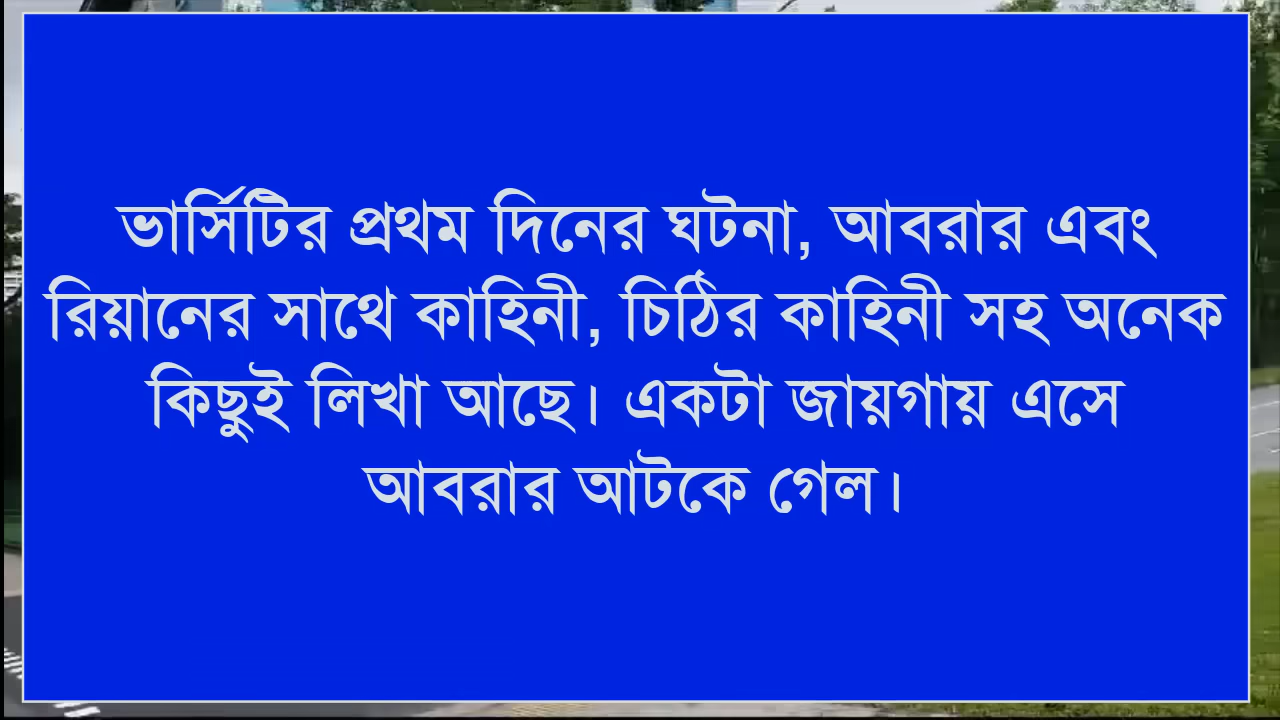 ভার্সিটির প্রথম দিনের ঘটনা, আবরার এবং
রিয়ানের সাথে কাহিনী, চিঠির কাহিনী সহ অনেক
কিছুই লিখা আছে। একটা জায়গায় এসে
আবরার আটকে গেল।